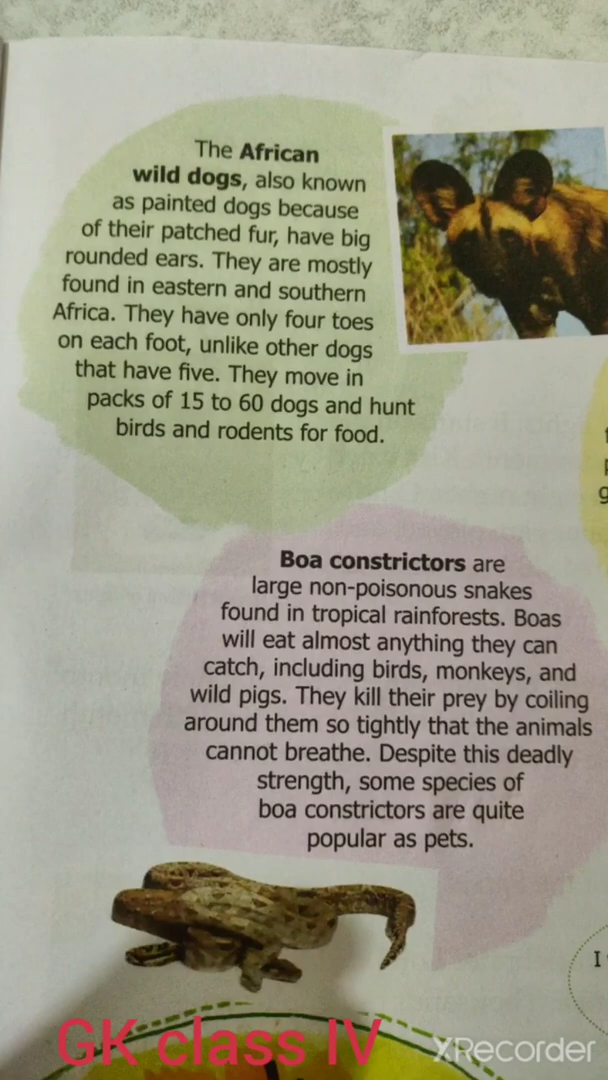 The African
wild dogs, also known
as painted dogs because
of their patched fur, have big
rounded ears. They are mostly
found in eastern and southern
Africa. They have only four toes
on each foot, unlike other dogs
that have five. They move in
packs of 15 to 60 dogs and hunt
birds and rodents for food.
Boa constrictors are
large non-poisonous snakes
found in tropical rainforests. Boas
will eat almost anything they can
catch, including birds, monkeys, and
wild pigs. They kill their prey by coiling
around them so tightly that the animals
cannot breathe. Despite this deadly
strength, some species of
boa constrictors are quite
popular as pets.
I
GK class IV
XRecorder